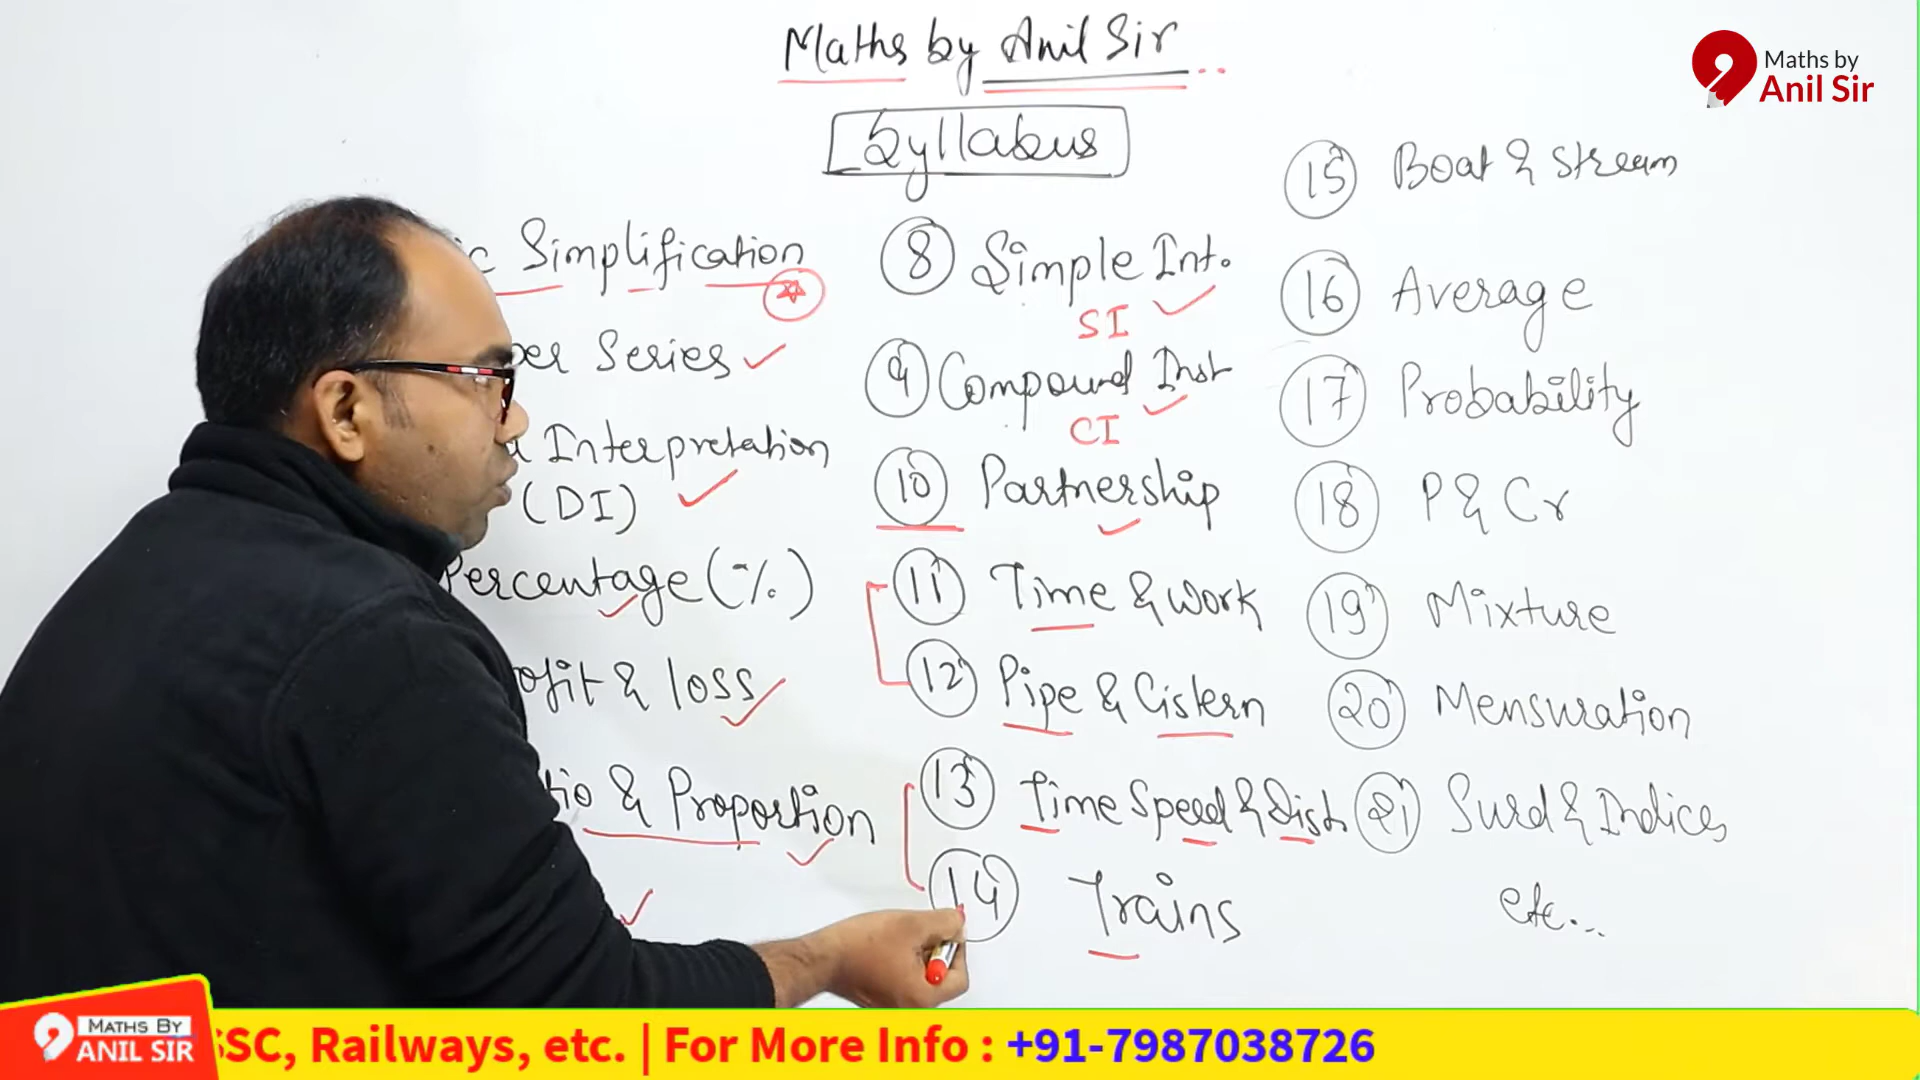 Maths by Anil Sir
Syllabus
c Simplification
ber Series
a Interpretation
(DI)
Percentage (%)
ofit & loss
tio & Proportion
8 Simple Int.
SI
9 Compound Inst
CI
10 Partnership
11 Time & Work
12 Pipe & Cistern
13 Time Speed & Dist.
14 Trains
15 Boat & Stream
16 Average
17 Probability
18 P & Cr
19 Mixture
20 Mensuration
21 Surd & Indices
etc...
Maths by
Anil Sir
MATHS BY
ANIL SIR
SSC, Railways, etc. | For More Info : +91-7987038726